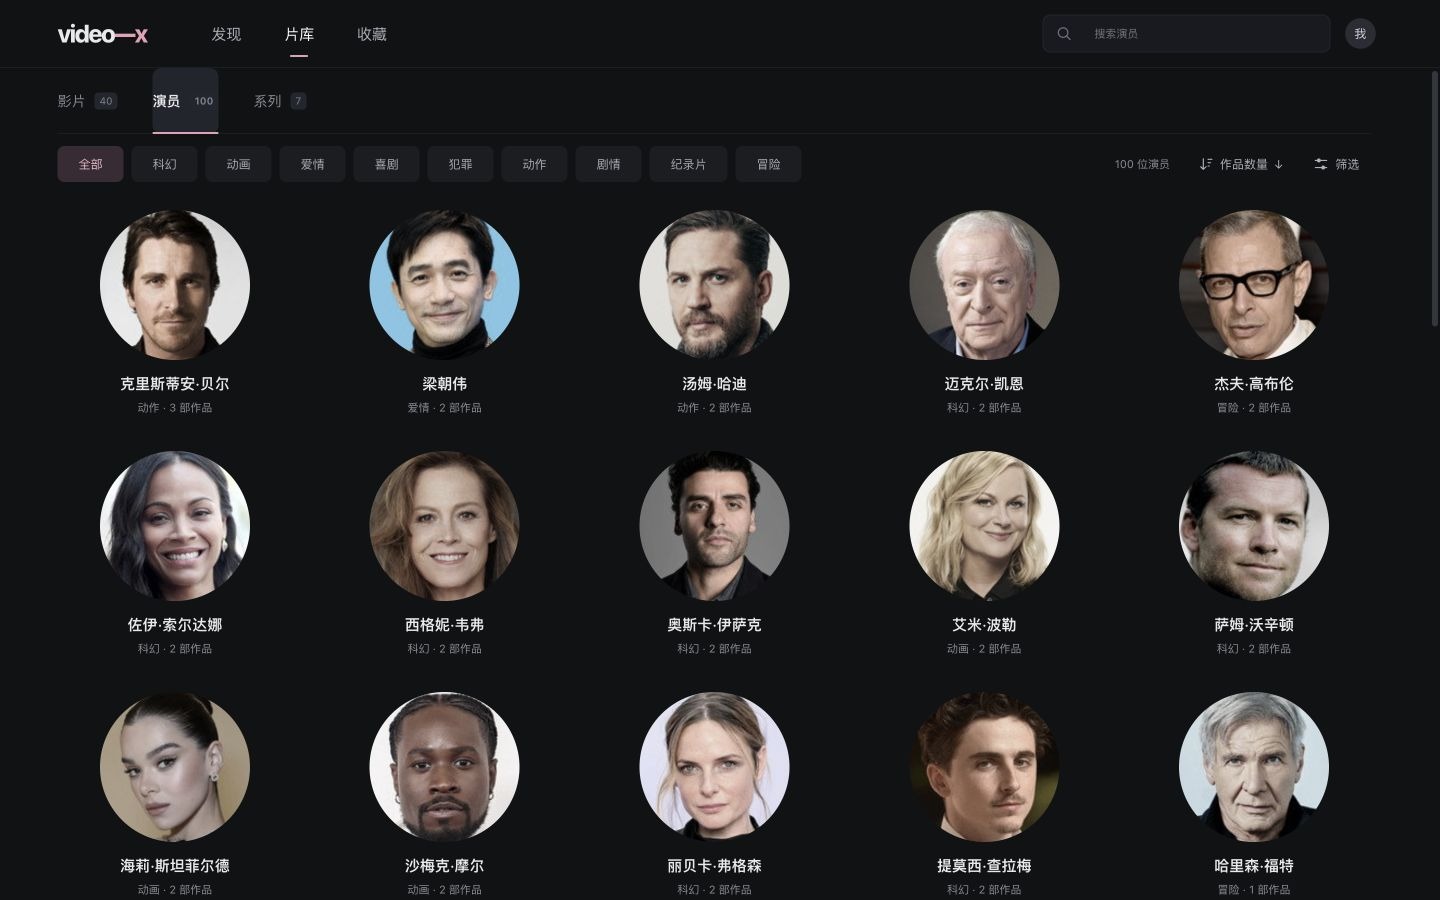 video—x 发现 片库 收藏 搜索演员 我
影片 40 演员 100 系列 7
全部 科幻 动画 爱情 喜剧 犯罪 动作 剧情 纪录片 冒险 100 位演员 作品数量 ↓ 筛选
克里斯蒂安·贝尔 梁朝伟 汤姆·哈迪 迈克尔·凯恩 杰夫·高布伦
动作 · 3 部作品 爱情 · 2 部作品 动作 · 2 部作品 科幻 · 2 部作品 冒险 · 2 部作品
佐伊·索尔达娜 西格妮·韦弗 奥斯卡·伊萨克 艾米·波勒 萨姆·沃辛顿
科幻 · 2 部作品 科幻 · 2 部作品 科幻 · 2 部作品 动画 · 2 部作品 科幻 · 2 部作品
海莉·斯坦菲尔德 沙梅克·摩尔 丽贝卡·弗格森 提莫西·查拉梅 哈里森·福特
动画 · 2 部作品 动画 · 2 部作品 科幻 · 2 部作品 科幻 · 2 部作品 冒险 · 1 部作品